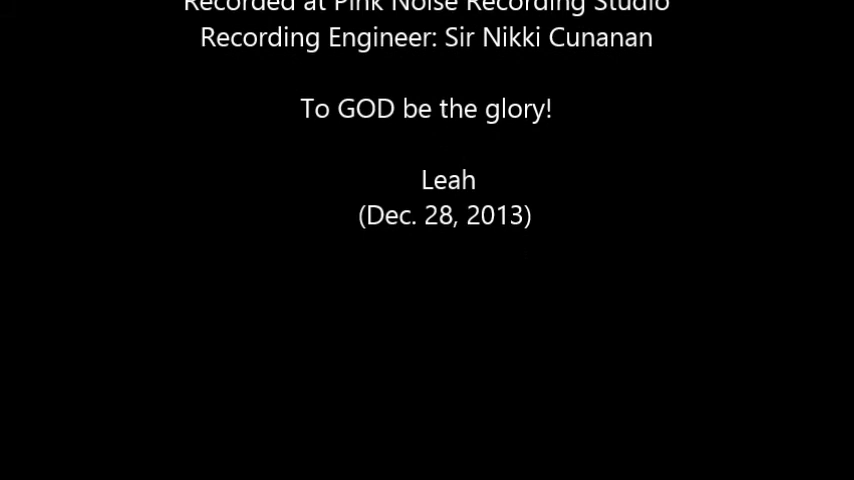 Recorded at Pink Noise Recording Studio
Recording Engineer: Sir Nikki Cunanan
To GOD be the glory!
Leah
(Dec. 28, 2013)